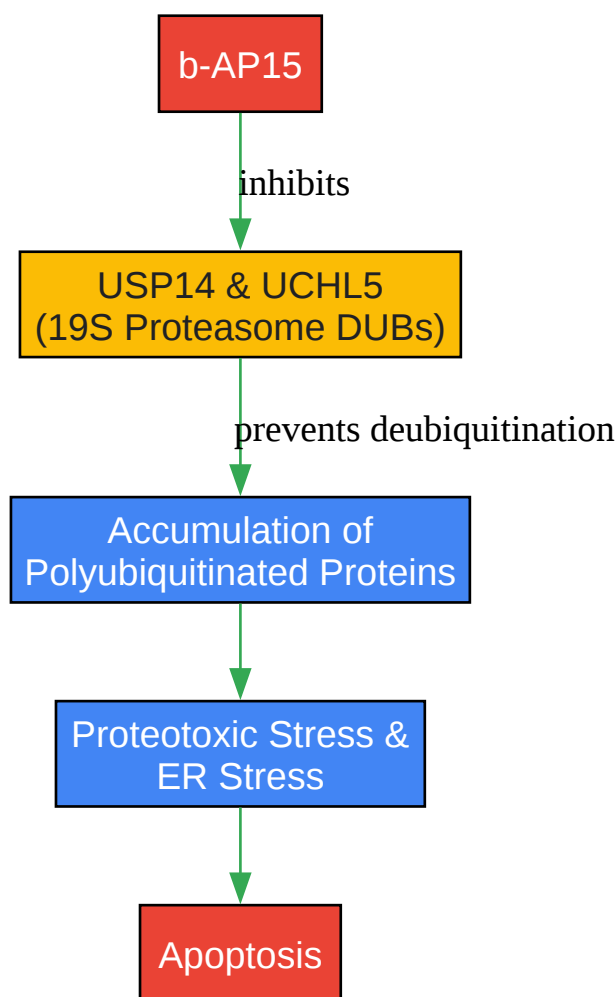 b-AP15
inhibits
USP14 & UCHL5
(19S Proteasome DUBs)
prevents deubiquitination
Accumulation of
Polyubiquitinated Proteins
Proteotoxic Stress &
ER Stress
Apoptosis